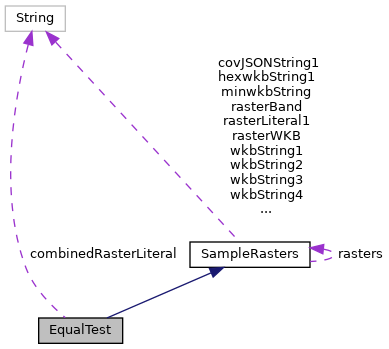 String
covJSONString1
hexwkbString1
minwkbString
rasterBand
rasterLiteral1
rasterWKB
wkbString1
wkbString2
wkbString3
wkbString4
...
combinedRasterLiteral
SampleRasters
rasters
EqualTest